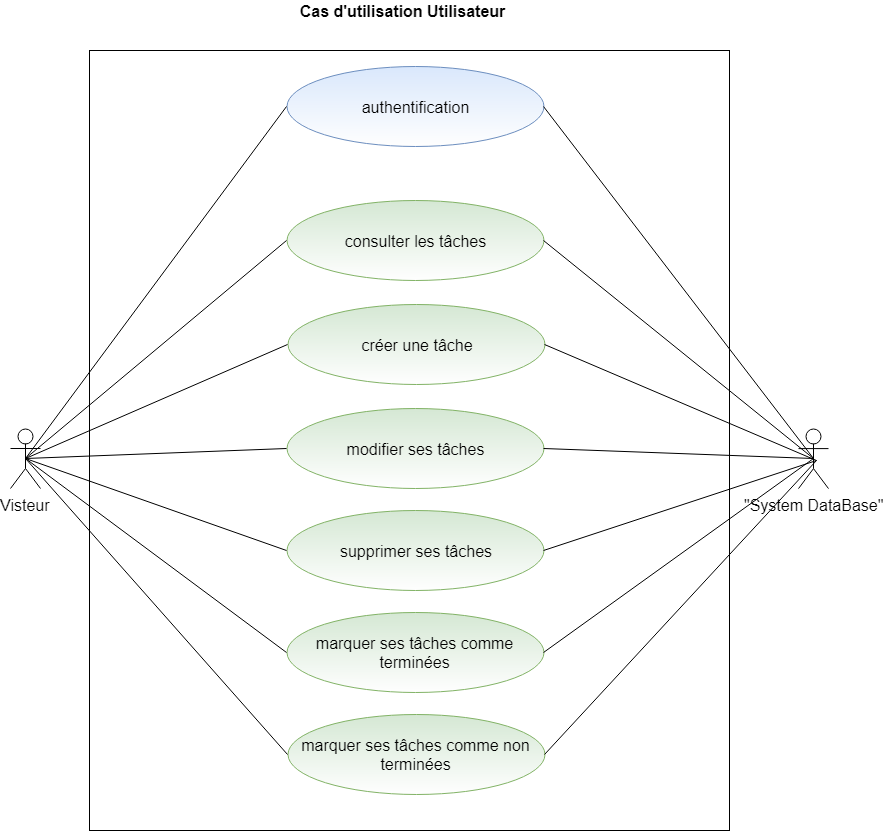 Cas d'utilisation Utilisateur
authentification
consulter les tâches
créer une tâche
modifier ses tâches
Visteur
"System DataBase"
supprimer ses tâches
marquer ses tâches comme
terminées
marquer ses tâches comme non
terminées